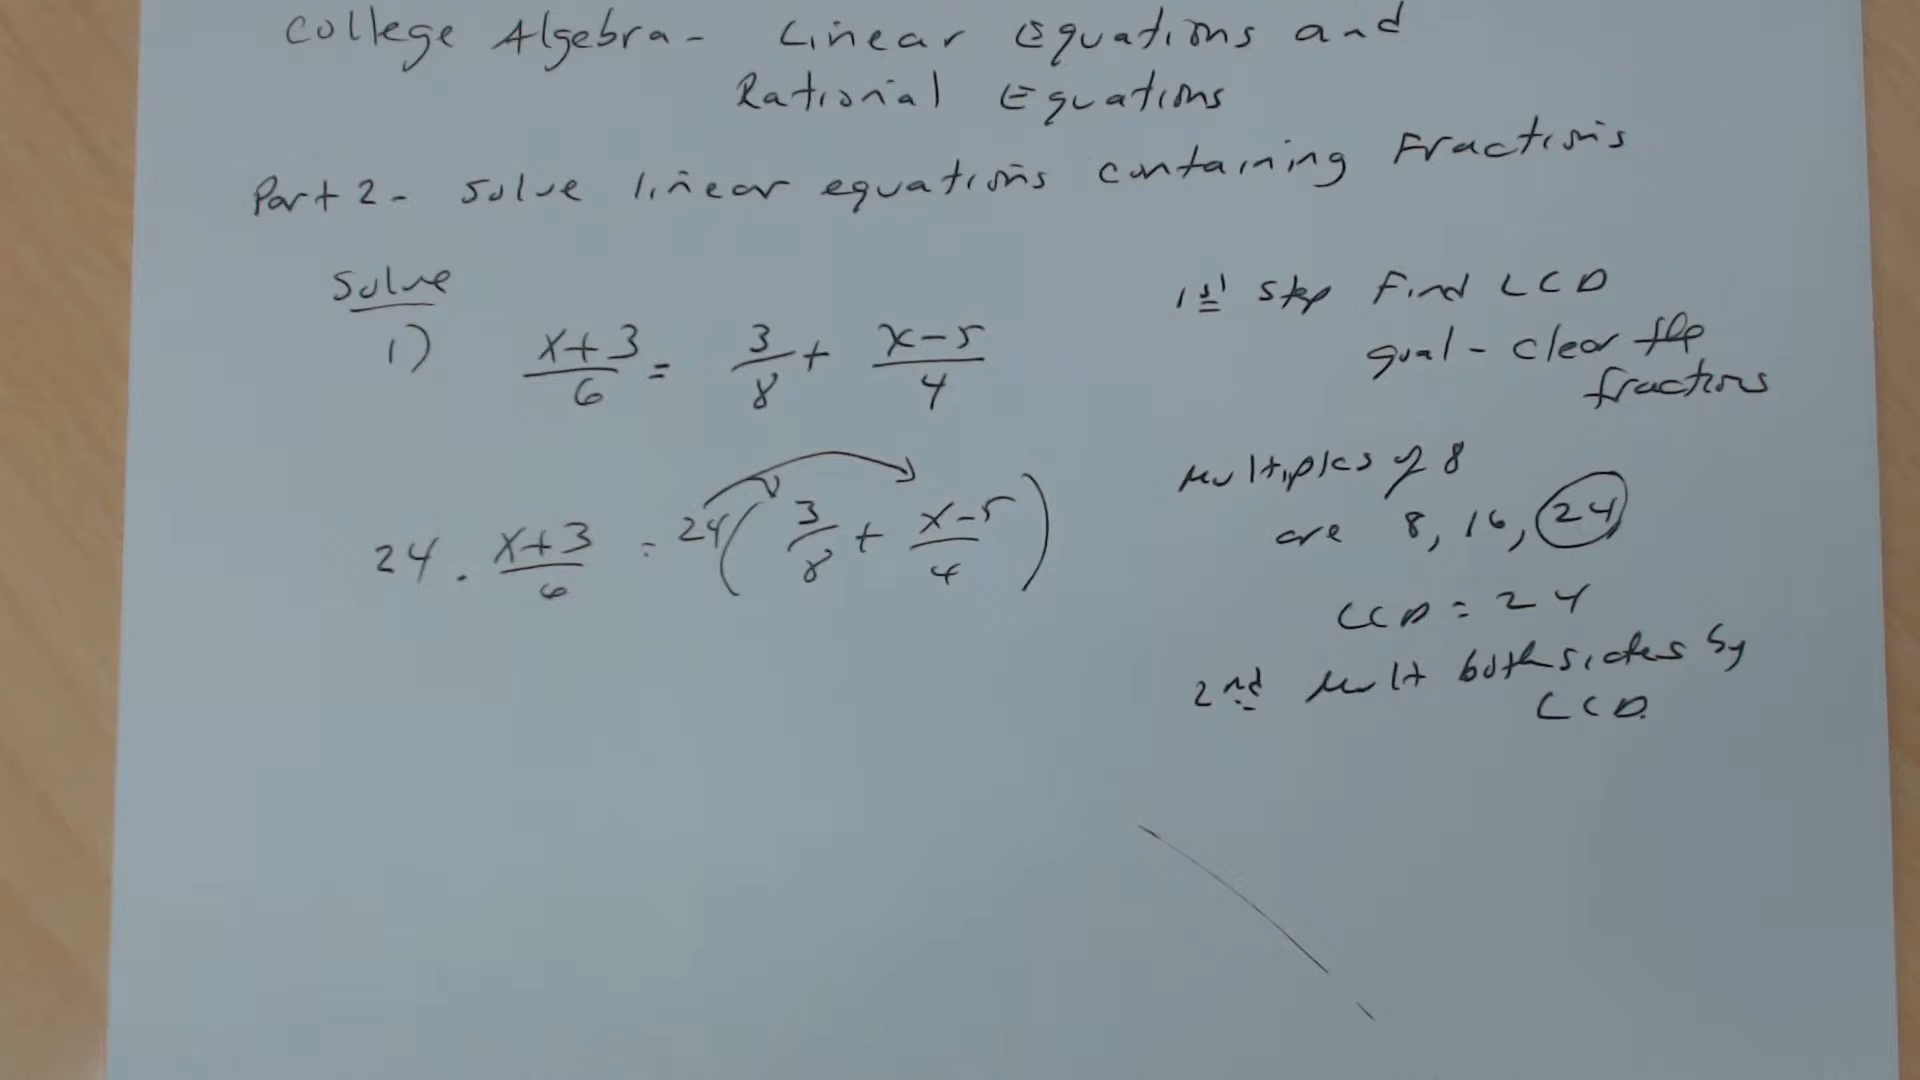 College Algebra - Linear Equations and
Rational Equations
Part 2 - Solve linear equations containing Fractions
Solve
1) x+3/6 = 3/8 + x-5/4
24 · x+3/6 = 24(3/8 + x-5/4)
1st step Find LCD
goal - clear the
fractions
Multiples of 8
are 8, 16, 24
LCD = 24
2nd Mult both sides by
LCD.